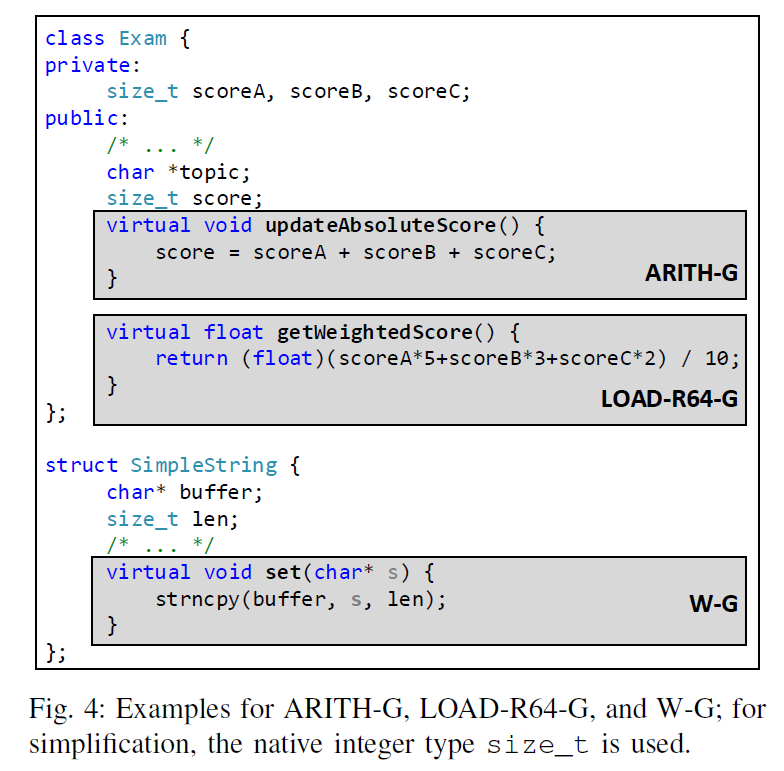 class Exam {
private:
size_t scoreA, scoreB, scoreC;
public:
/* ... */
char *topic;
size_t score;
virtual void updateAbsoluteScore() {
score = scoreA + scoreB + scoreC;
}
ARITH-G
virtual float getWeightedScore() {
return (float)(scoreA*5+scoreB*3+scoreC*2) / 10;
}
LOAD-R64-G
};
struct SimpleString {
char* buffer;
size_t len;
/* ... */
virtual void set(char* s) {
strncpy(buffer, s, len);
W-G
}
};
Fig. 4: Examples for ARITH-G, LOAD-R64-G, and W-G; for
simplification, the native integer type size_t is used.